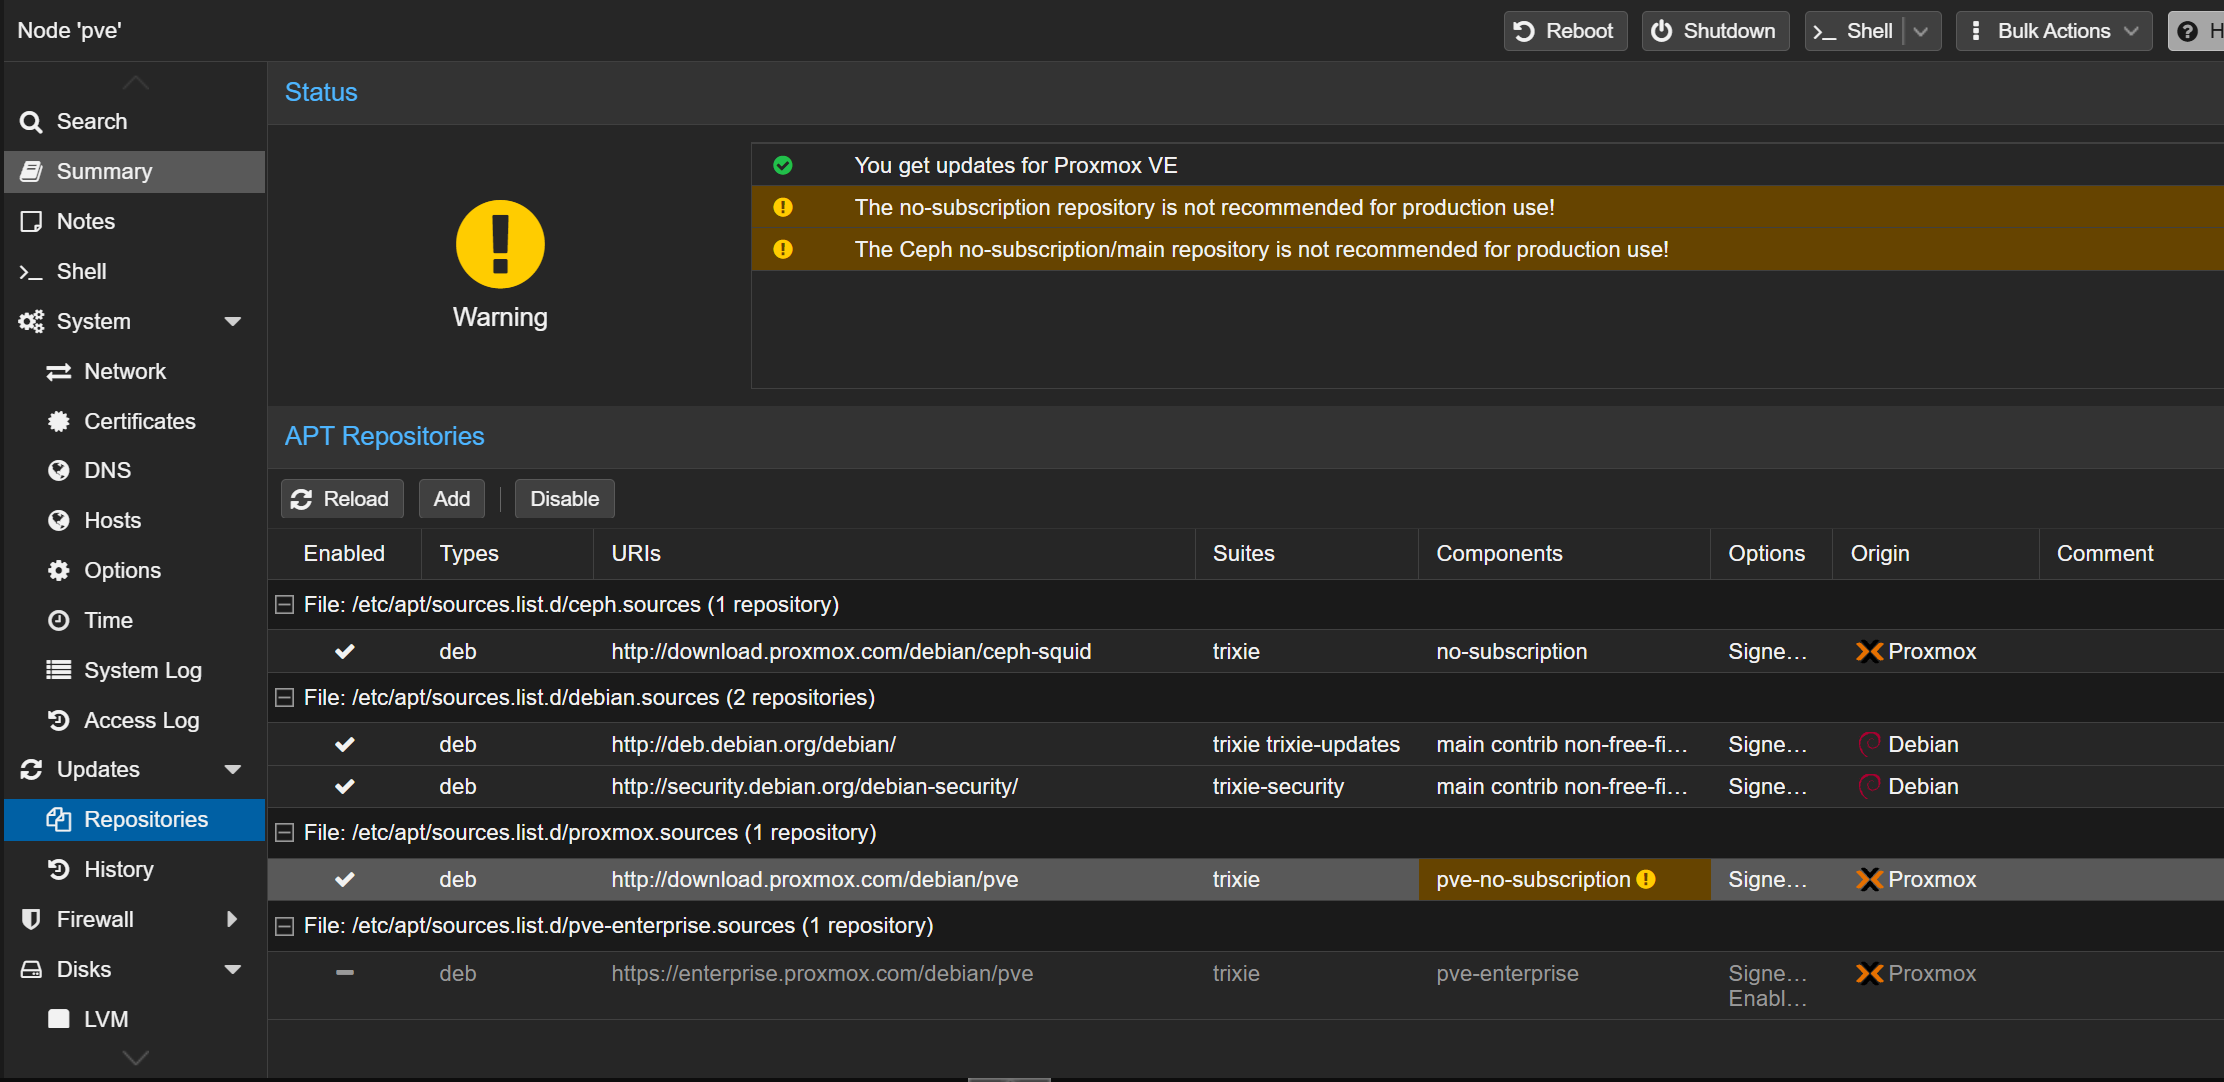 Node 'pve'
Reboot
Shutdown
Shell
Bulk Actions
Search
Summary
Notes
Shell
System
Network
Certificates
DNS
Hosts
Options
Time
System Log
Access Log
Updates
Repositories
History
Firewall
Disks
LVM
Status
Warning
You get updates for Proxmox VE
The no-subscription repository is not recommended for production use!
The Ceph no-subscription/main repository is not recommended for production use!
APT Repositories
Reload Add Disable
Enabled Types URIs Suites Components Options Origin Comment
File: /etc/apt/sources.list.d/ceph.sources (1 repository)
deb http://download.proxmox.com/debian/ceph-squid trixie no-subscription Signe... Proxmox
File: /etc/apt/sources.list.d/debian.sources (2 repositories)
deb http://deb.debian.org/debian/ trixie trixie-updates main contrib non-free-fi... Signe... Debian
deb http://security.debian.org/debian-security/ trixie-security main contrib non-free-fi... Signe... Debian
File: /etc/apt/sources.list.d/proxmox.sources (1 repository)
deb http://download.proxmox.com/debian/pve trixie pve-no-subscription Signe... Proxmox
File: /etc/apt/sources.list.d/pve-enterprise.sources (1 repository)
deb https://enterprise.proxmox.com/debian/pve trixie pve-enterprise Signe... Proxmox
Enabl...